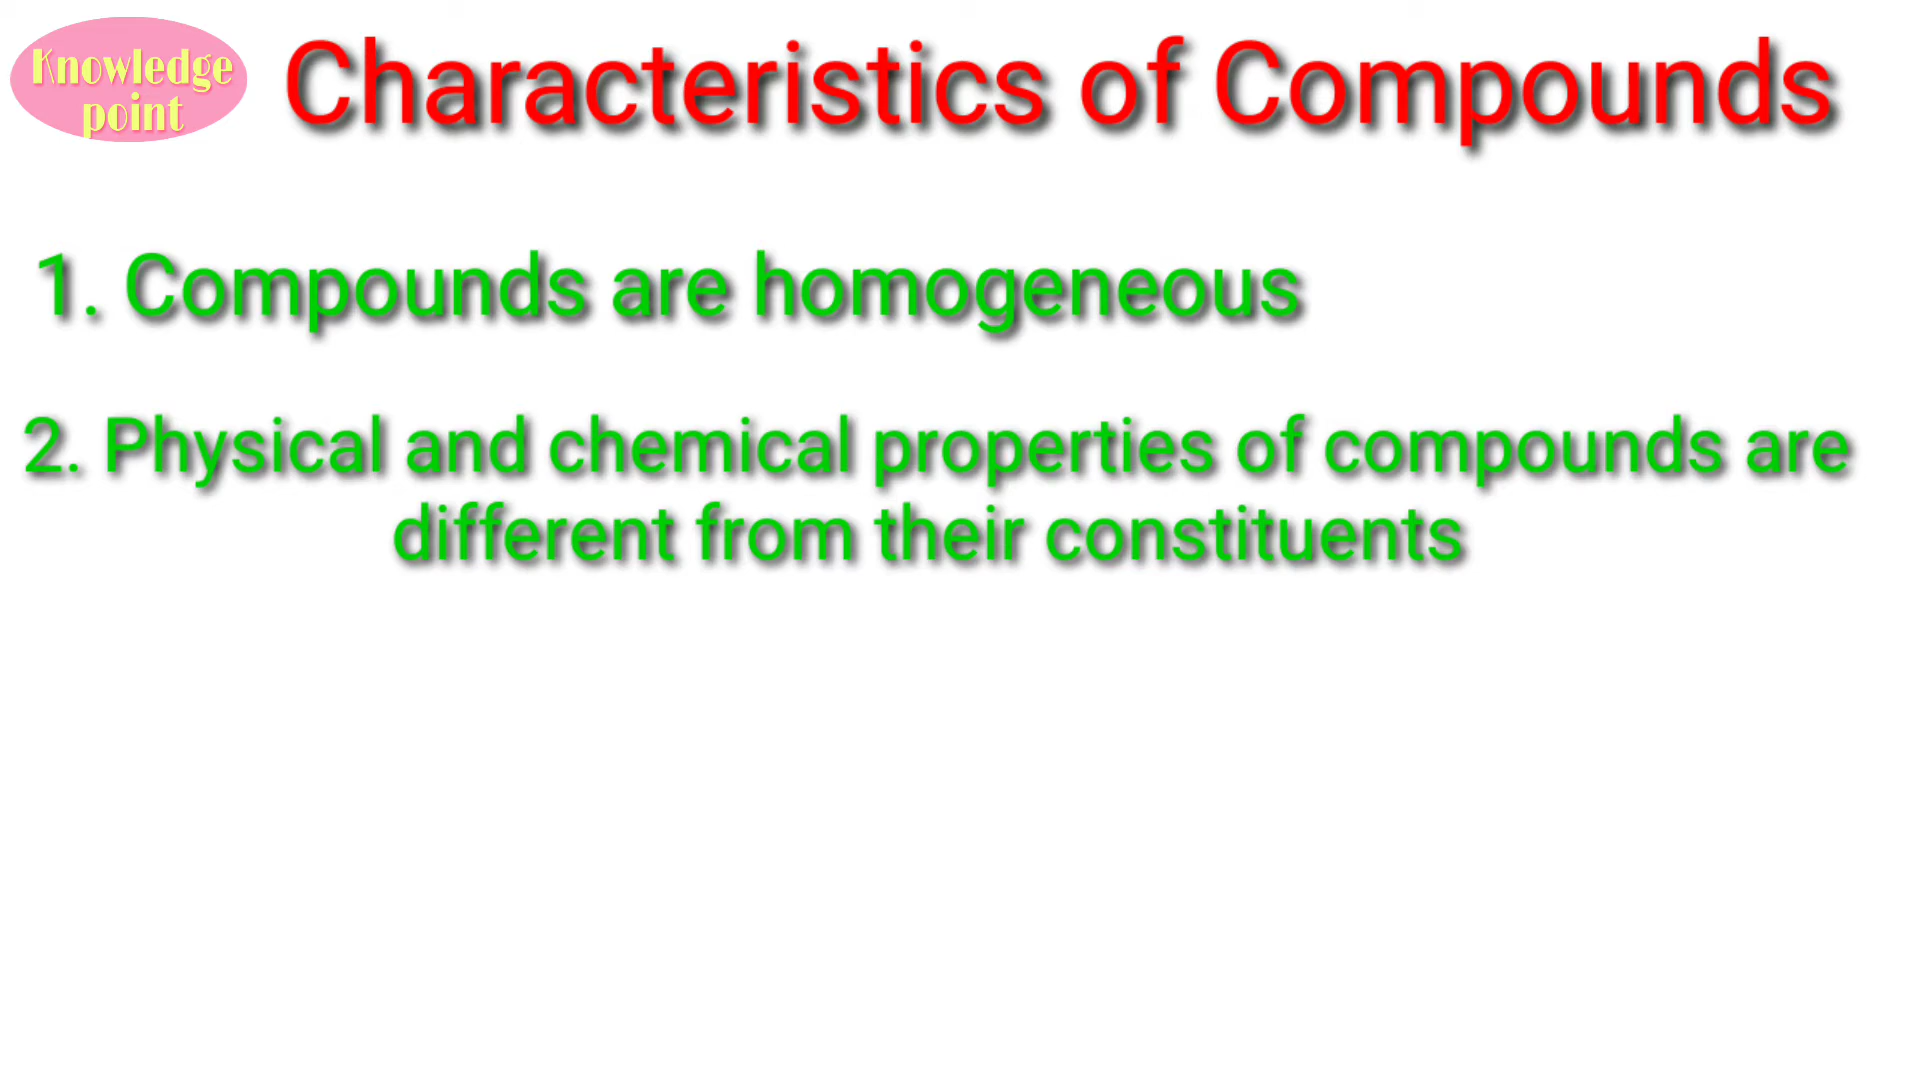 Knowledge
point
Characteristics of Compounds
1. Compounds are homogeneous
2. Physical and chemical properties of compounds are
different from their constituents